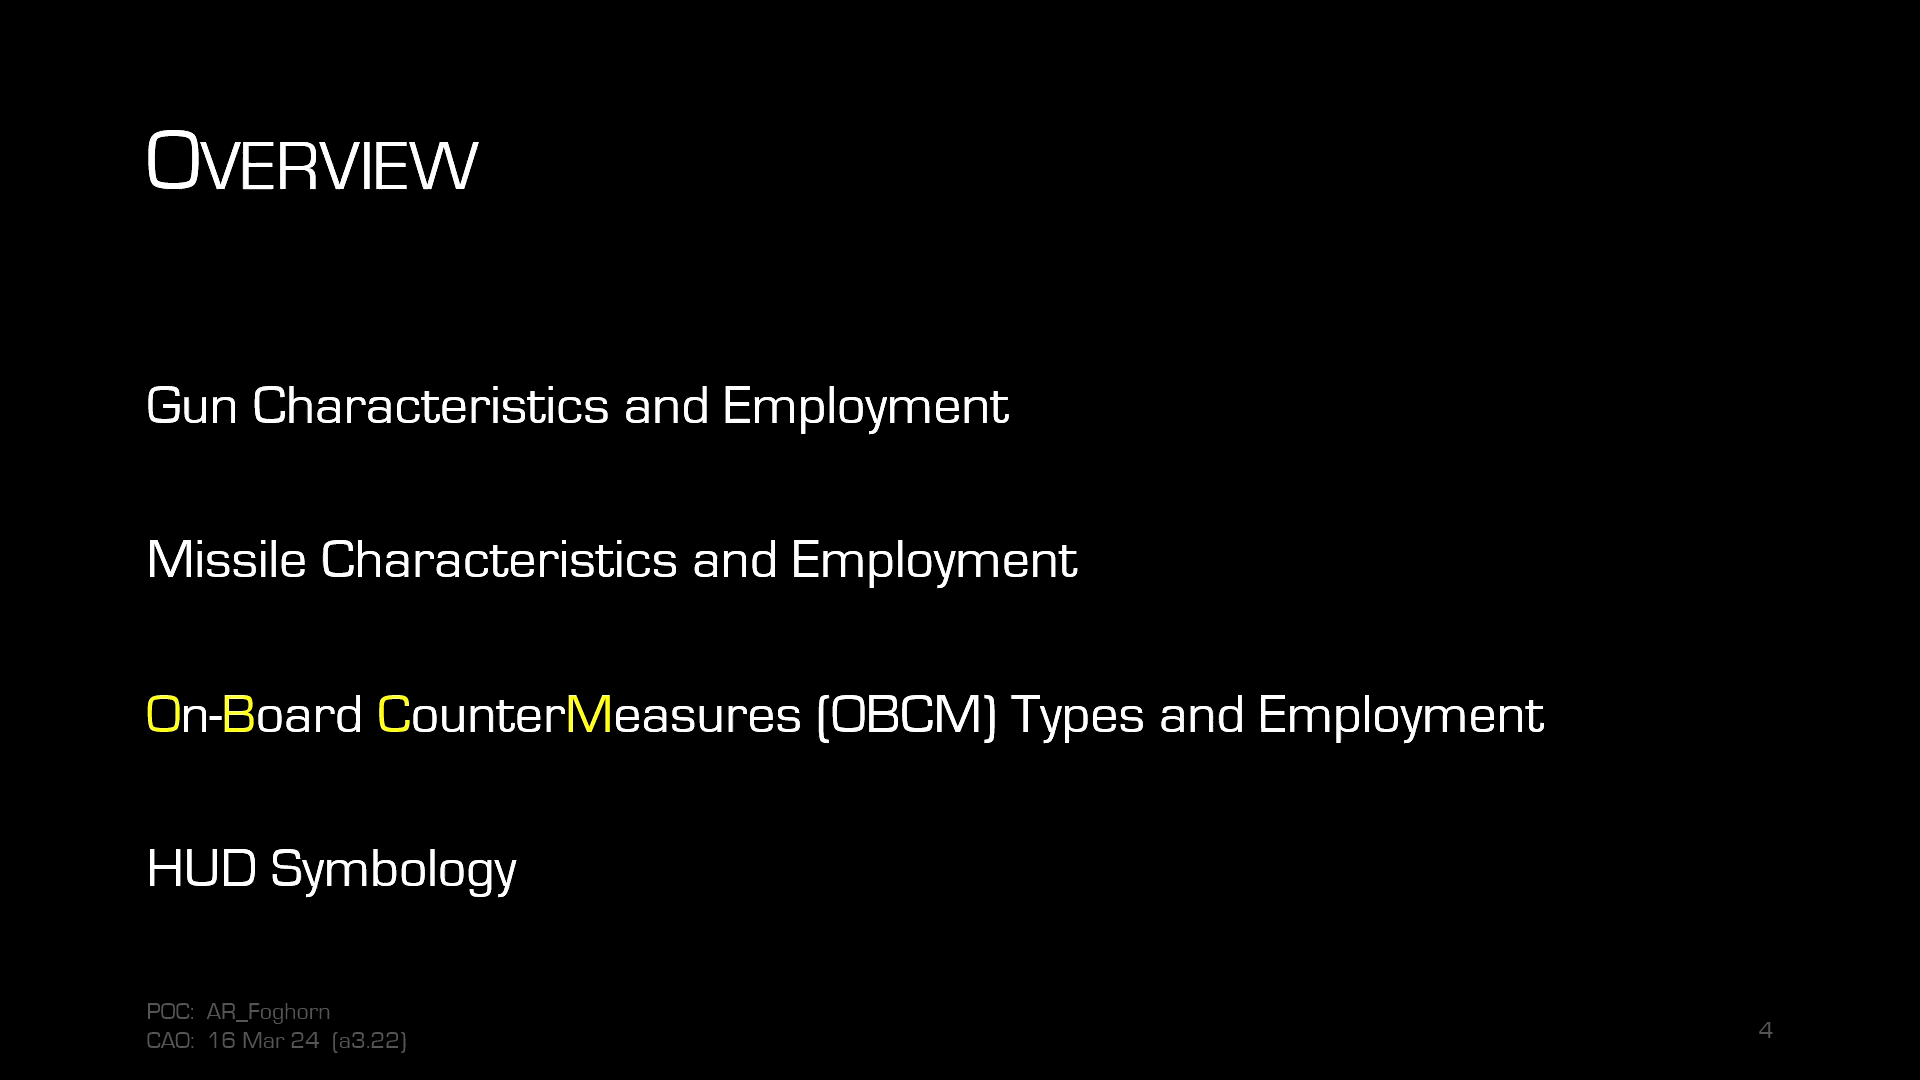 OVERVIEW
Gun Characteristics and Employment
Missile Characteristics and Employment
On-Board CounterMeasures (OBCM) Types and Employment
HUD Symbology
POC: AR_Foghorn
CAO: 16 Mar 24 (a3.22)
4